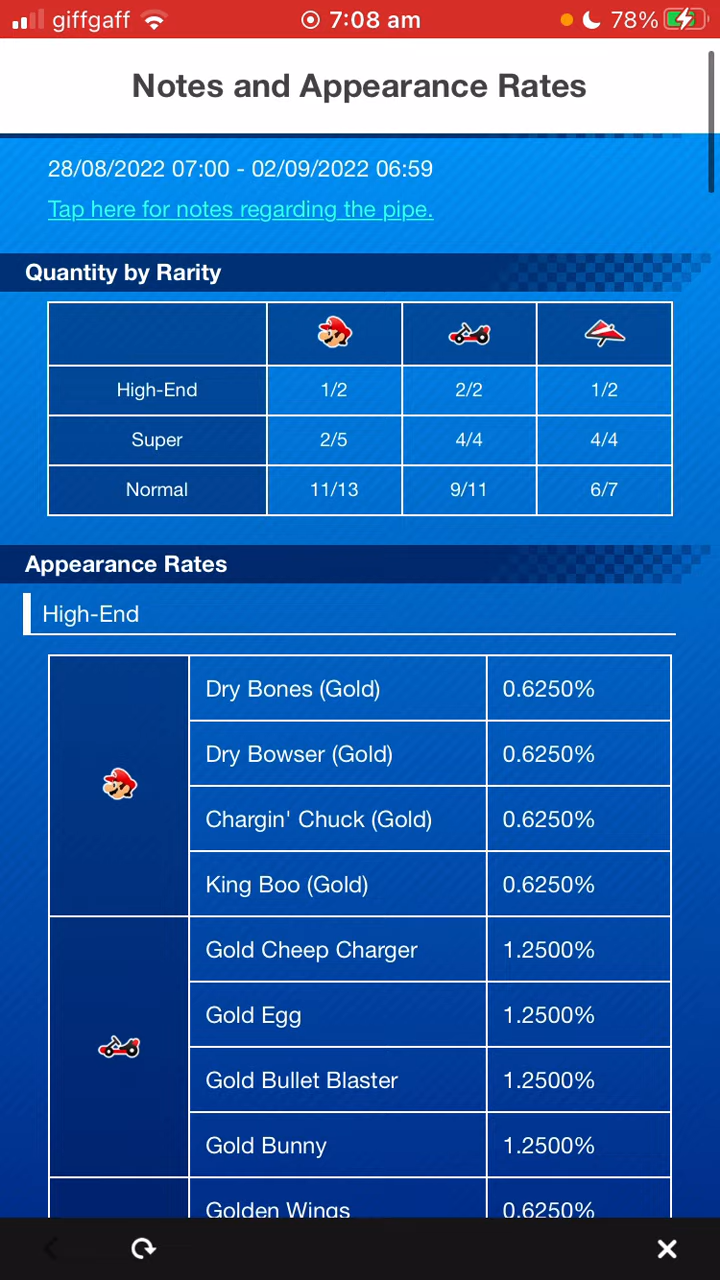 giffgaff 7:08 am 78%
Notes and Appearance Rates
28/08/2022 07:00 - 02/09/2022 06:59
Tap here for notes regarding the pipe.
Quantity by Rarity
High-End 1/2 2/2 1/2
Super 2/5 4/4 4/4
Normal 11/13 9/11 6/7
Appearance Rates
High-End
Dry Bones (Gold) 0.6250%
Dry Bowser (Gold) 0.6250%
Chargin' Chuck (Gold) 0.6250%
King Boo (Gold) 0.6250%
Gold Cheep Charger 1.2500%
Gold Egg 1.2500%
Gold Bullet Blaster 1.2500%
Gold Bunny 1.2500%
Golden Wings 0.6250%